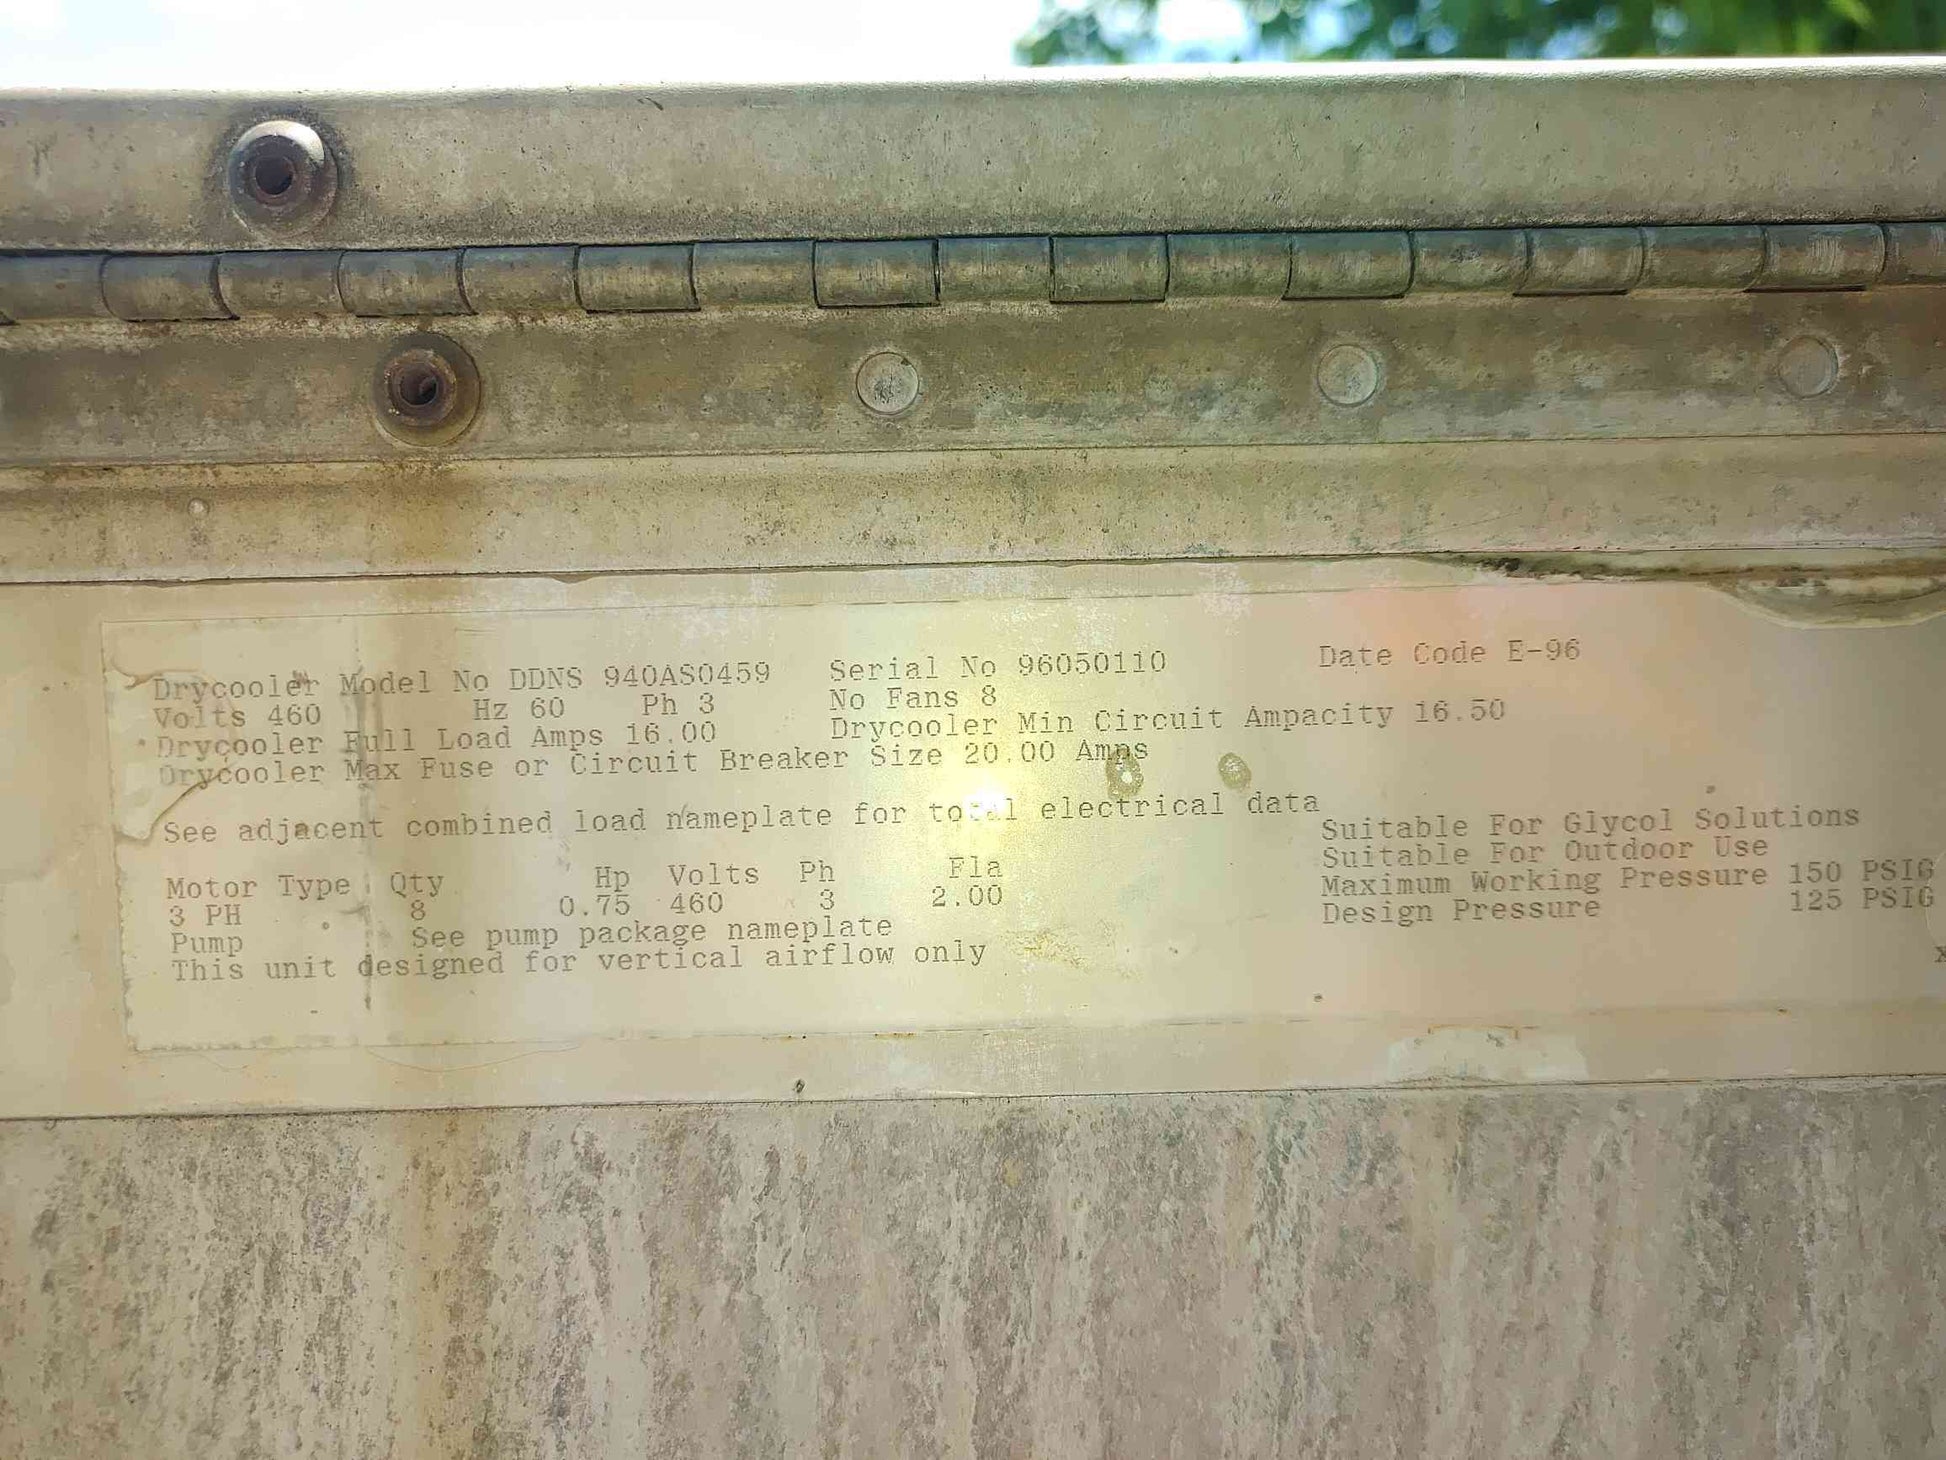 Drycooler Model No DDNS 940AS0459 Serial No 96050110 Date Code E-96
Volts 460 Hz 60 Ph 3 No Fans 8
Drycooler Full Load Amps 16.00 Drycooler Min Circuit Ampacity 16.50
Drycooler Max Fuse or Circuit Breaker Size 20.00 Amps
See adjacent combined load nameplate for total electrical data
Motor Type Qty Hp Volts Ph Fla
3 PH 8 0.75 460 3 2.00
Pump See pump package nameplate
This unit designed for vertical airflow only
Suitable For Glycol Solutions
Suitable For Outdoor Use
Maximum Working Pressure 150 PSIG
Design Pressure 125 PSIG